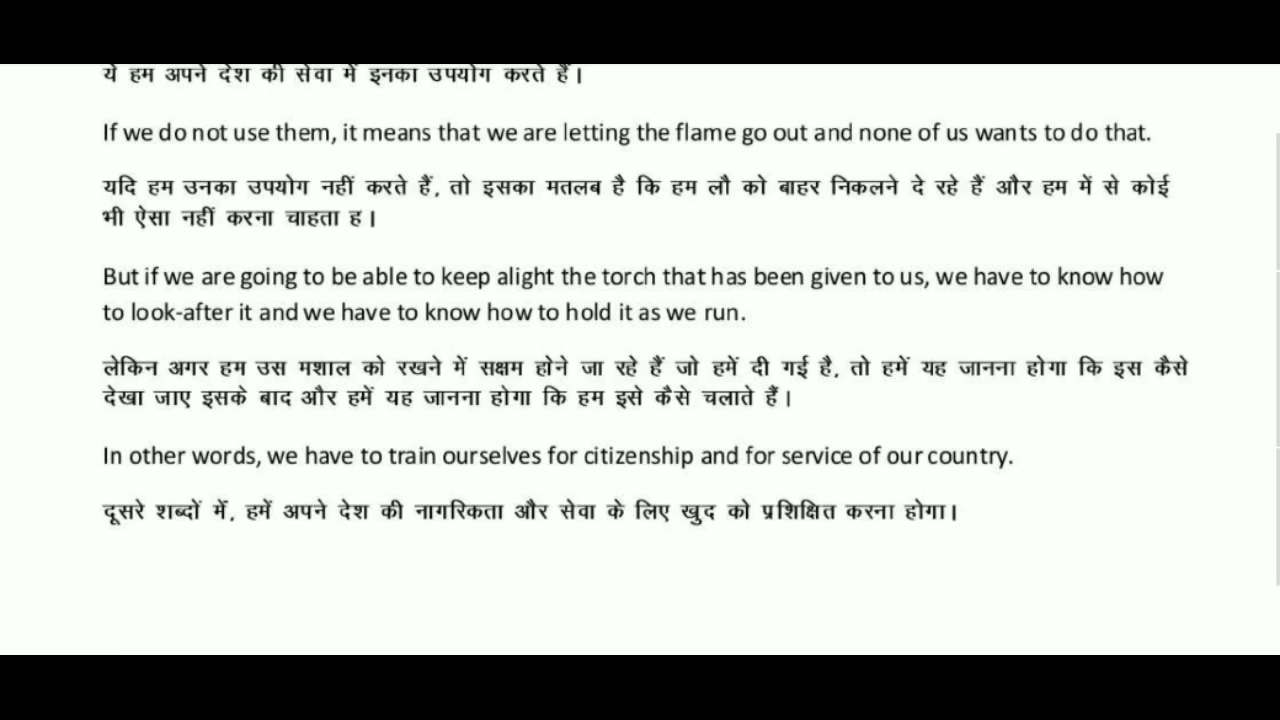 ये हम अपने देश की सेवा में इनका उपयोग करते हैं।
If we do not use them, it means that we are letting the flame go out and none of us wants to do that.
यदि हम उनका उपयोग नहीं करते हैं, तो इसका मतलब है कि हम लौ को बाहर निकलने दे रहे हैं और हम में से कोई
भी ऐसा नहीं करना चाहता ह।
But if we are going to be able to keep alight the torch that has been given to us, we have to know how
to look-after it and we have to know how to hold it as we run.
लेकिन अगर हम उस मशाल को रखने में सक्षम होने जा रहे हैं जो हमें दी गई है, तो हमें यह जानना होगा कि इस कैसे
देखा जाए इसके बाद और हमें यह जानना होगा कि हम इसे कैसे चलाते हैं।
In other words, we have to train ourselves for citizenship and for service of our country.
दूसरे शब्दों में, हमें अपने देश की नागरिकता और सेवा के लिए खुद को प्रशिक्षित करना होगा।